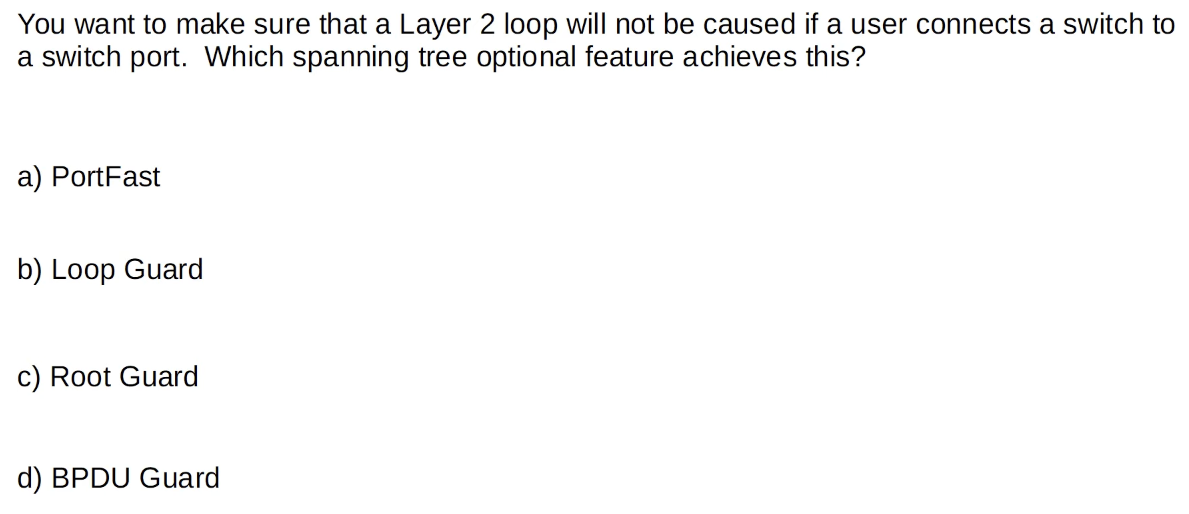 You want to make sure that a Layer 2 loop will not be caused if a user connects a switch to
a switch port.  Which spanning tree optional feature achieves this?
a) PortFast
b) Loop Guard
c) Root Guard
d) BPDU Guard